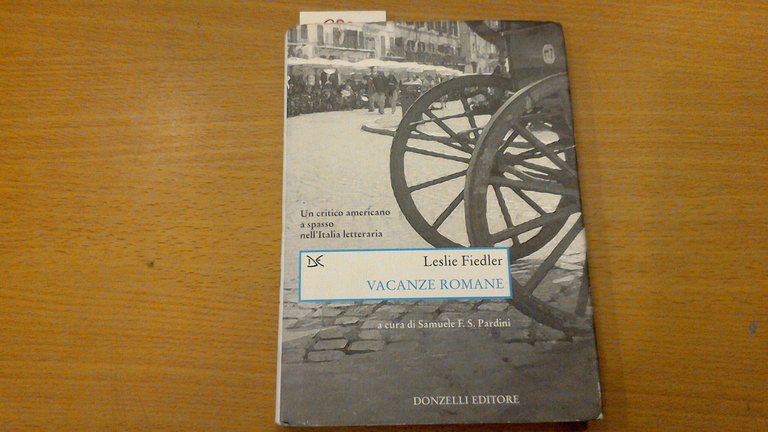 Un critico americano
a spasso
nell'Italia letteraria
Leslie Fiedler
VACANZE ROMANE
a cura di Samuele F. S. Pardini
DONZELLI EDITORE